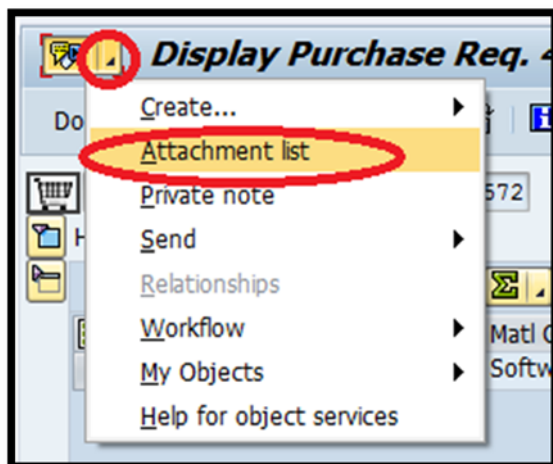 Display Purchase Req. 4
Do
Create...
Attachment list
572
Private note
H
Send
Relationships
Workflow
Matl
My Objects
Softw
Help for object services